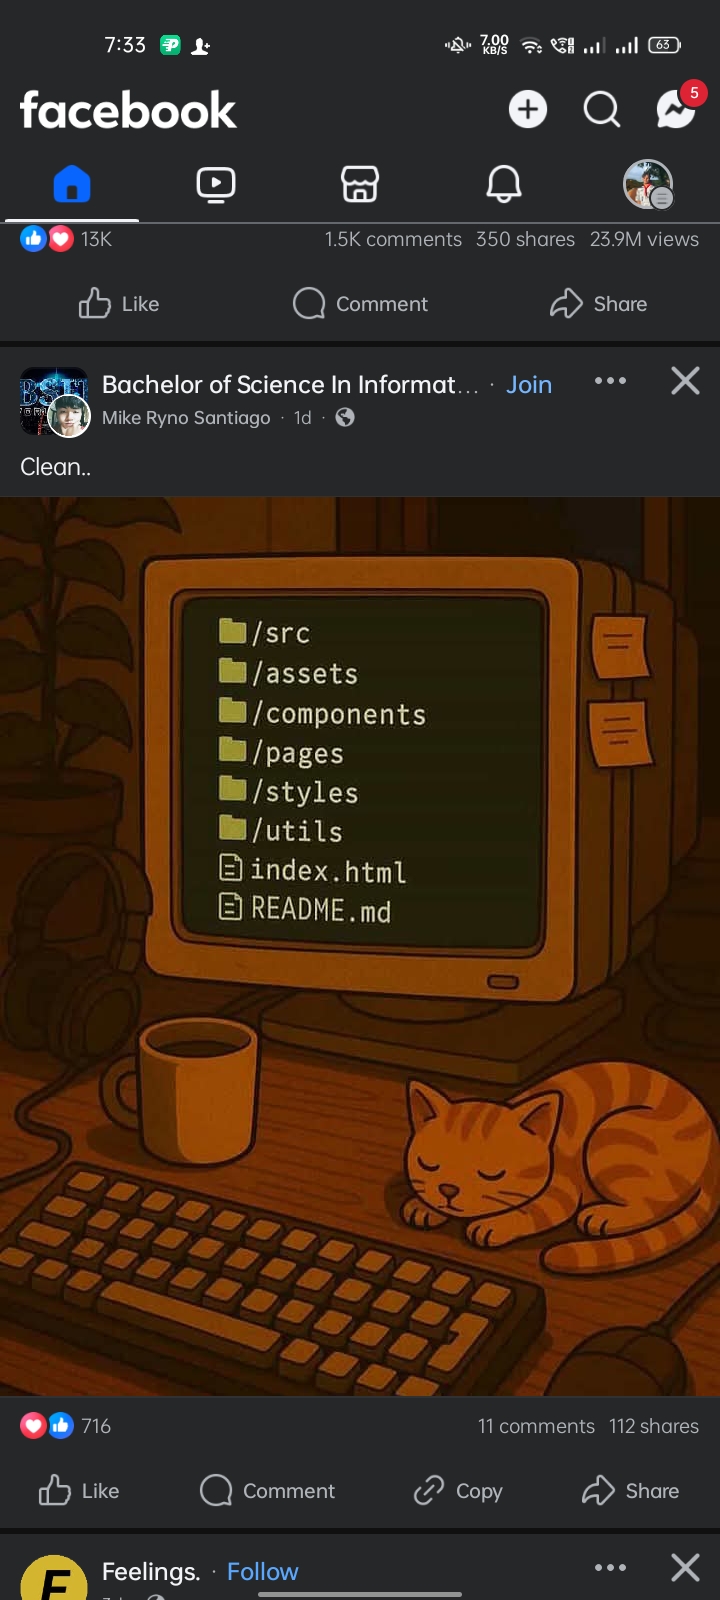 7:33
7.00
KB/S
63
facebook
5
13K
1.5K comments 350 shares 23.9M views
Like
Comment
Share
Bachelor of Science In Informat... · Join
Mike Ryno Santiago · 1d ·
Clean..
/src
/assets
/components
/pages
/styles
/utils
index.html
README.md
716
11 comments 112 shares
Like
Comment
Copy
Share
F
Feelings. · Follow